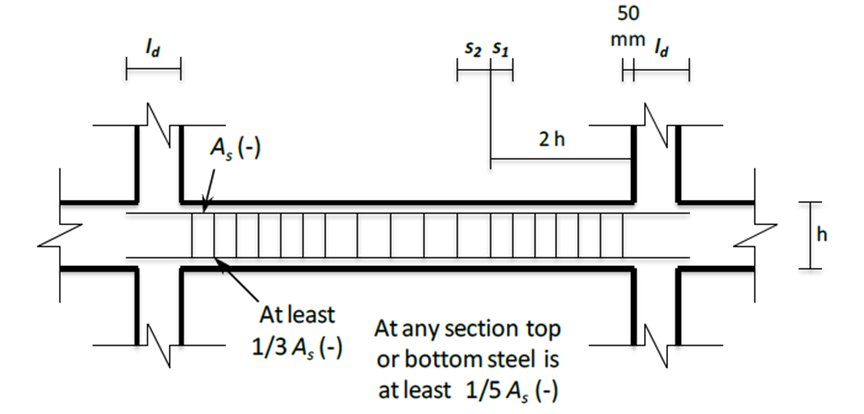 50
mm
l_d
s₂ s₁
l_d
2 h
A_s (-)
h
At least
1/3 A_s (-)
At any section top
or bottom steel is
at least 1/5 A_s (-)